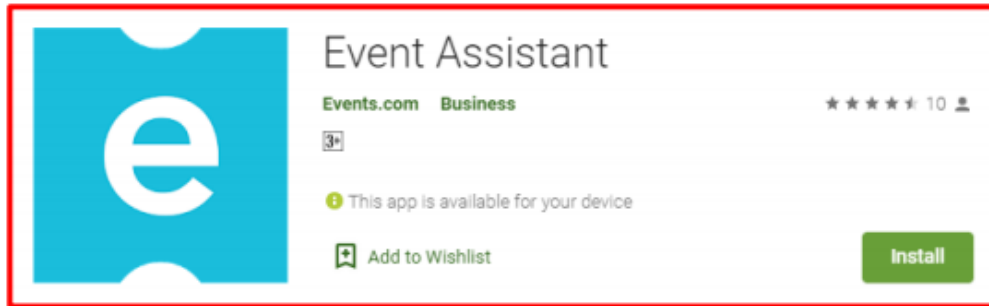 e
Event Assistant
Events.com Business
10
3+
This app is available for your device
Add to Wishlist
Install